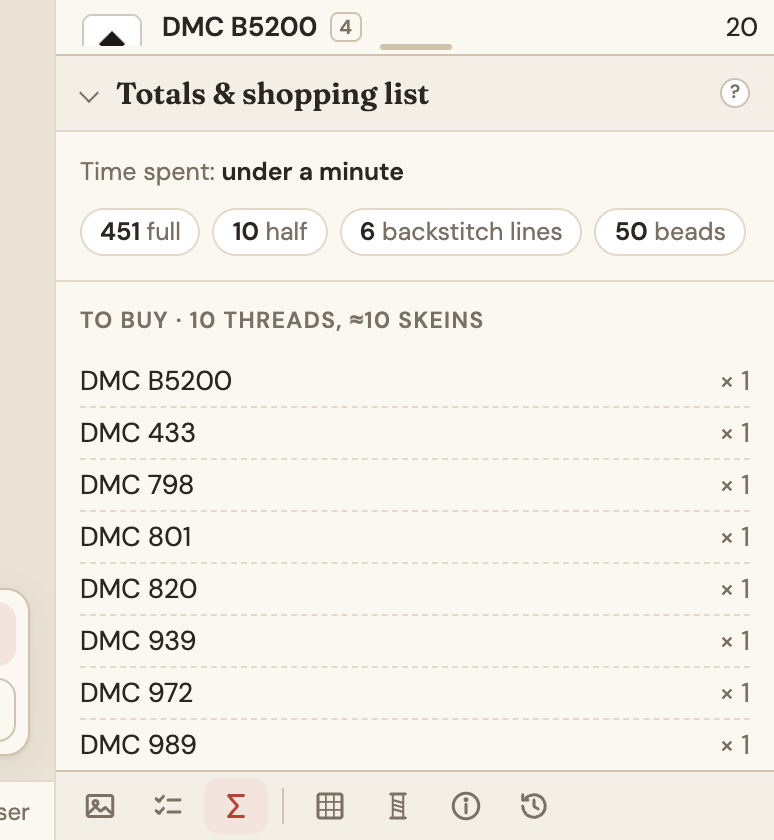 DMC B5200 4 20
Totals & shopping list ?
Time spent: under a minute
451 full 10 half 6 backstitch lines 50 beads
TO BUY · 10 THREADS, ≈10 SKEINS
DMC B5200 × 1
DMC 433 × 1
DMC 798 × 1
DMC 801 × 1
DMC 820 × 1
DMC 939 × 1
DMC 972 × 1
DMC 989 × 1
ser Σ